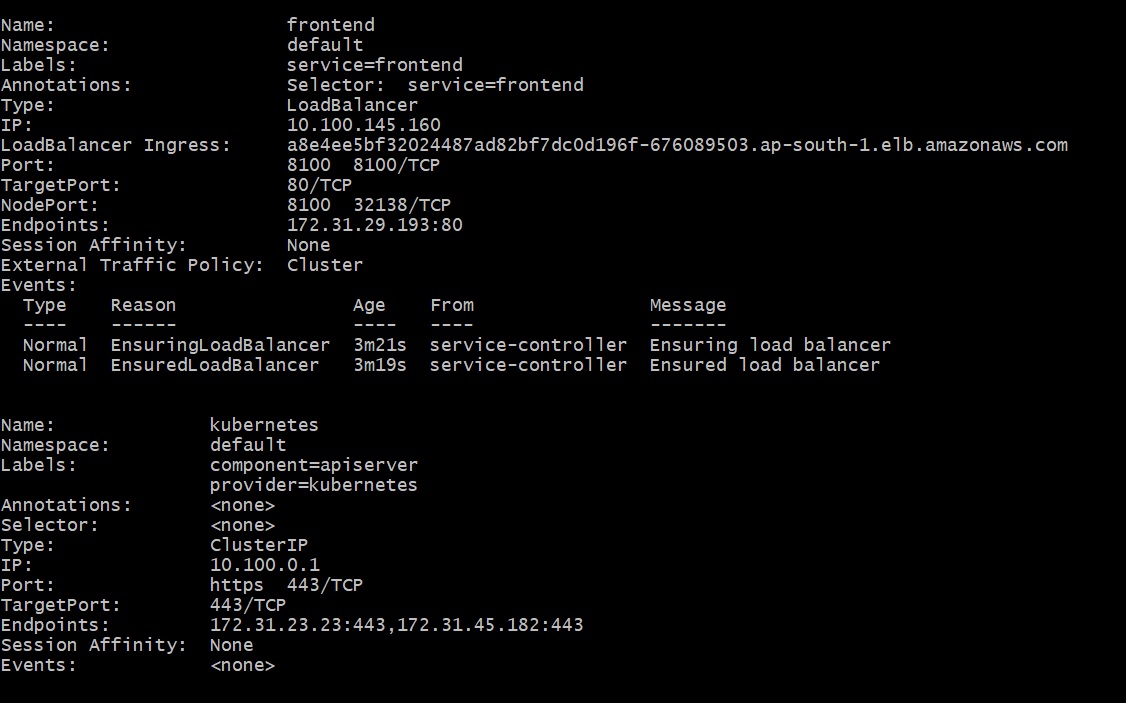 Name:                     frontend
Namespace:                default
Labels:                   service=frontend
Annotations:              Selector:  service=frontend
Type:                     LoadBalancer
IP:                       10.100.145.160
LoadBalancer Ingress:     a8e4ee5bf32024487ad82bf7dc0d196f-676089503.ap-south-1.elb.amazonaws.com
Port:                     8100  8100/TCP
TargetPort:               80/TCP
NodePort:                 8100  32138/TCP
Endpoints:                172.31.29.193:80
Session Affinity:         None
External Traffic Policy:  Cluster
Events:
  Type    Reason                Age   From                Message
  ----    ------                ----  ----                -------
  Normal  EnsuringLoadBalancer  3m21s  service-controller  Ensuring load balancer
  Normal  EnsuredLoadBalancer   3m19s  service-controller  Ensured load balancer
Name:              kubernetes
Namespace:         default
Labels:            component=apiserver
                   provider=kubernetes
Annotations:       <none>
Selector:          <none>
Type:              ClusterIP
IP:                10.100.0.1
Port:              https  443/TCP
TargetPort:        443/TCP
Endpoints:         172.31.23.23:443,172.31.45.182:443
Session Affinity:  None
Events:            <none>